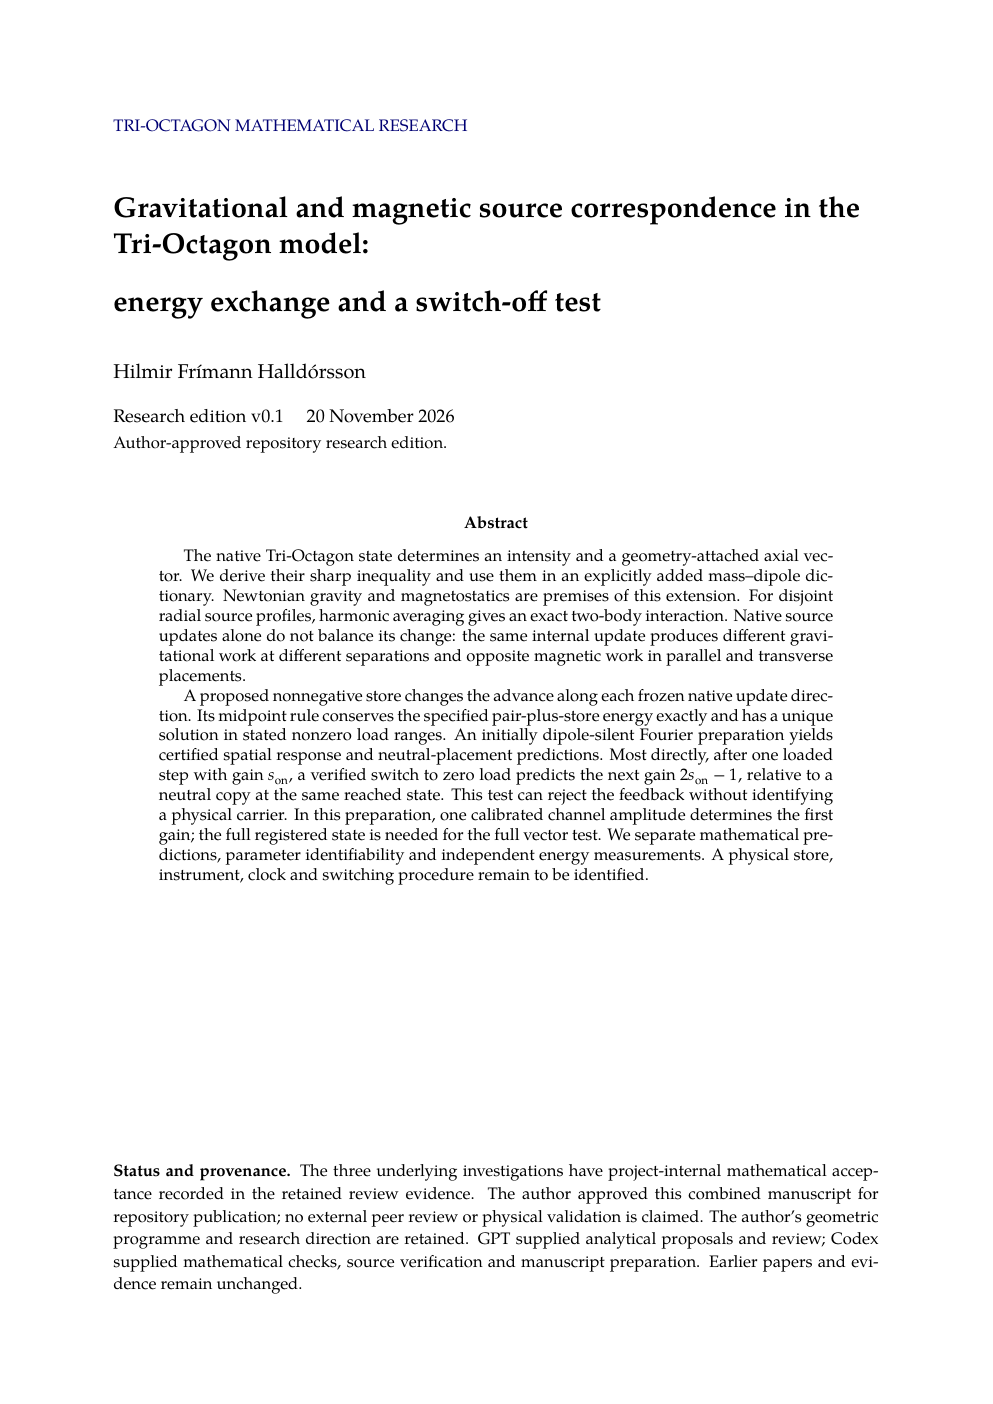 TRI-OCTAGON MATHEMATICAL RESEARCH
Gravitational and magnetic source correspondence in the
Tri-Octagon model:
energy exchange and a switch-off test
Hilmir Frímann Halldórsson
Research edition v0.1 20 November 2026
Author-approved repository research edition.
Abstract
The native Tri-Octagon state determines an intensity and a geometry-attached axial vec-
tor. We derive their sharp inequality and use them in an explicitly added mass–dipole dic-
tionary. Newtonian gravity and magnetostatics are premises of this extension. For disjoint
radial source profiles, harmonic averaging gives an exact two-body interaction. Native source
updates alone do not balance its change: the same internal update produces different gravi-
tational work at different separations and opposite magnetic work in parallel and transverse
placements.
A proposed nonnegative store changes the advance along each frozen native update direc-
tion. Its midpoint rule conserves the specified pair-plus-store energy exactly and has a unique
solution in stated nonzero load ranges. An initially dipole-silent Fourier preparation yields
certified spatial response and neutral-placement predictions. Most directly, after one loaded
step with gain s_on, a verified switch to zero load predicts the next gain 2s_on − 1, relative to a
neutral copy at the same reached state. This test can reject the feedback without identifying
a physical carrier. In this preparation, one calibrated channel amplitude determines the first
gain; the full registered state is needed for the full vector test. We separate mathematical pre-
dictions, parameter identifiability and independent energy measurements. A physical store,
instrument, clock and switching procedure remain to be identified.
Status and provenance. The three underlying investigations have project-internal mathematical accep-
tance recorded in the retained review evidence. The author approved this combined manuscript for
repository publication; no external peer review or physical validation is claimed. The author’s geometric
programme and research direction are retained. GPT supplied analytical proposals and review; Codex
supplied mathematical checks, source verification and manuscript preparation. Earlier papers and evi-
dence remain unchanged.